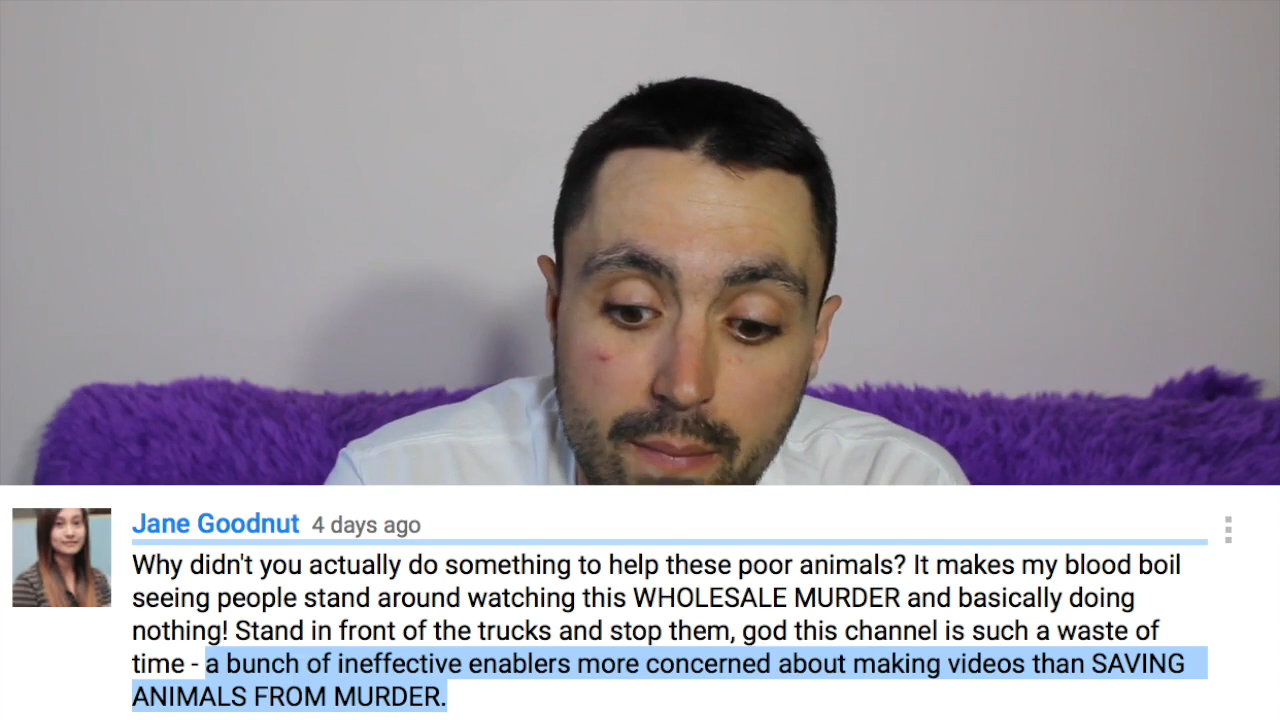 Jane Goodnut 4 days ago
Why didn't you actually do something to help these poor animals? It makes my blood boil
seeing people stand around watching this WHOLESALE MURDER and basically doing
nothing! Stand in front of the trucks and stop them, god this channel is such a waste of
time - a bunch of ineffective enablers more concerned about making videos than SAVING
ANIMALS FROM MURDER.